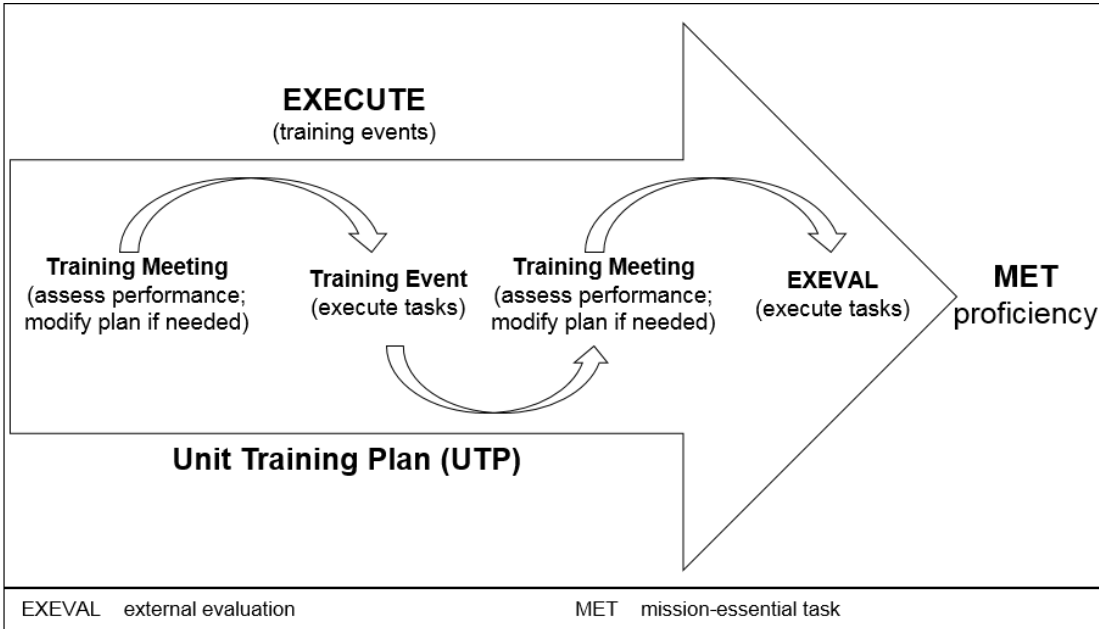 EXECUTE
(training events)
Training Meeting
(assess performance;
modify plan if needed)
Training Event
(execute tasks)
Training Meeting
(assess performance;
modify plan if needed)
EXEVAL
(execute tasks)
MET
proficiency
Unit Training Plan (UTP)
EXEVAL external evaluation
MET mission-essential task